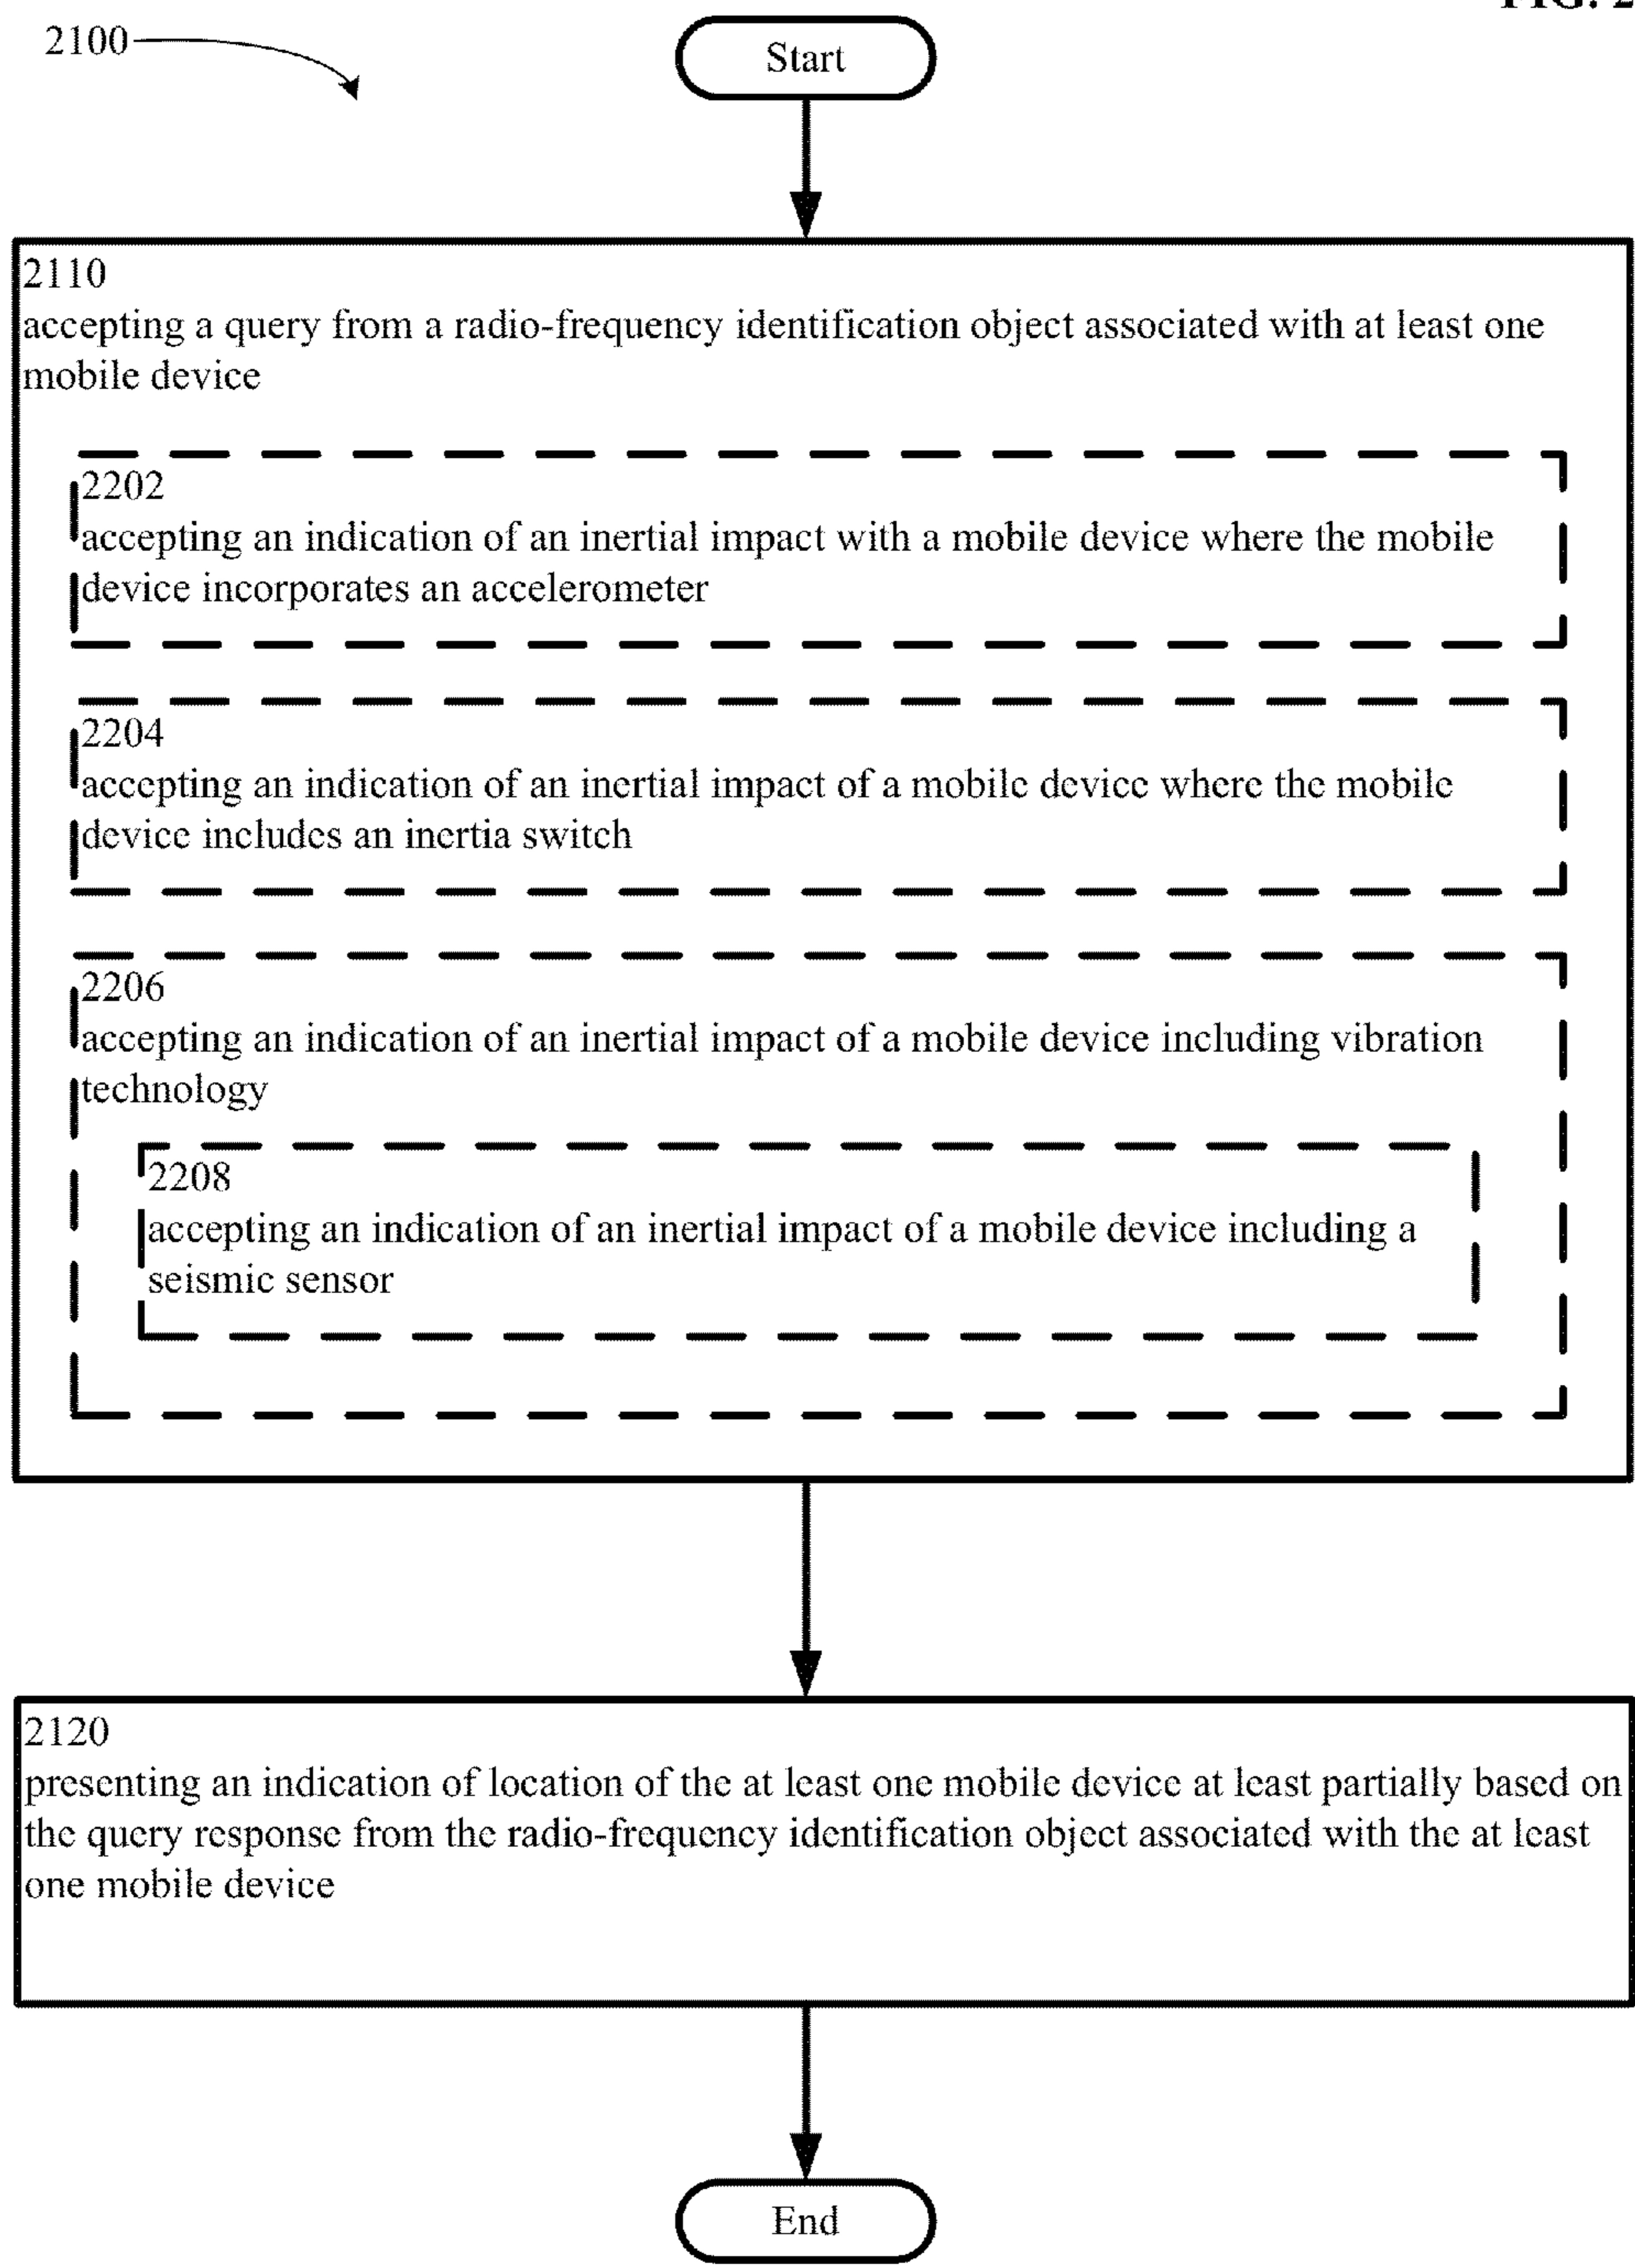 2100
Start
2110
accepting a query from a radio-frequency identification object associated with at least one
mobile device
2202
accepting an indication of an inertial impact with a mobile device where the mobile
device incorporates an accelerometer
2204
accepting an indication of an inertial impact of a mobile device where the mobile
device includes an inertia switch
2206
accepting an indication of an inertial impact of a mobile device including vibration
technology
2208
accepting an indication of an inertial impact of a mobile device including a
seismic sensor
2120
presenting an indication of location of the at least one mobile device at least partially based on
the query response from the radio-frequency identification object associated with the at least
one mobile device
End